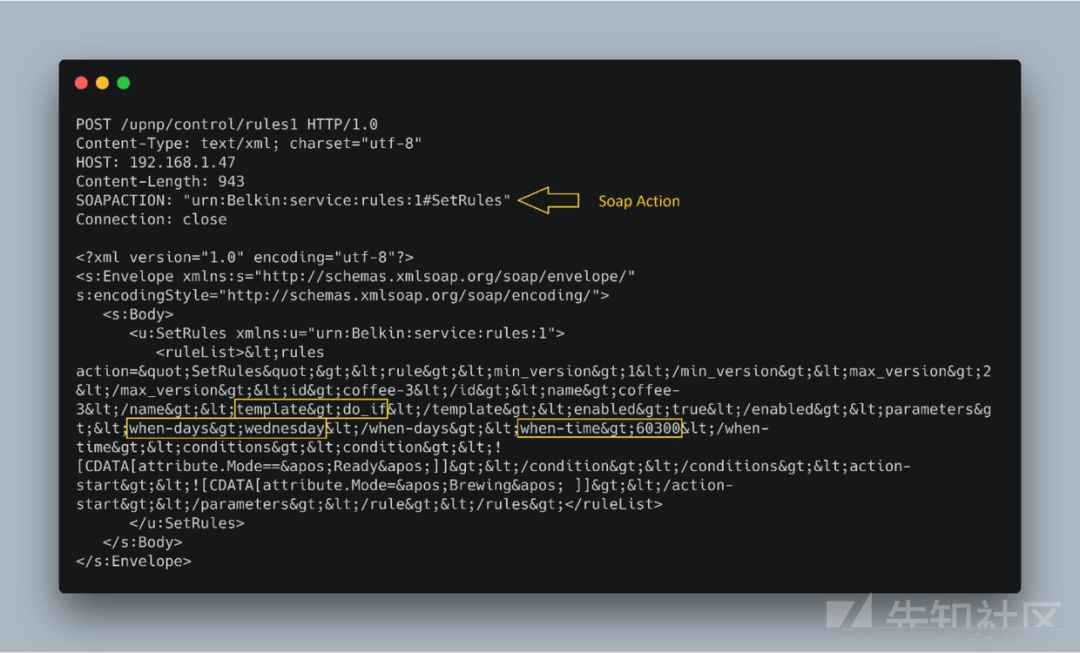 POST /upnp/control/rules1 HTTP/1.0
Content-Type: text/xml; charset="utf-8"
HOST: 192.168.1.47
Content-Length: 943
SOAPACTION: "urn:Belkin:service:rules:1#SetRules" Soap Action
Connection: close
<?xml version="1.0" encoding="utf-8"?>
<s:Envelope xmlns:s="http://schemas.xmlsoap.org/soap/envelope/"
s:encodingStyle="http://schemas.xmlsoap.org/soap/encoding/">
<s:Body>
<u:SetRules xmlns:u="urn:Belkin:service:rules:1">
<ruleList>&lt;rules
action=&quot;SetRules&quot;&gt;&lt;rule&gt;&lt;min_version&gt;1&lt;/min_version&gt;&lt;max_version&gt;2
&lt;/max_version&gt;&lt;id&gt;coffee-3&lt;/id&gt;&lt;name&gt;coffee-
3&lt;/name&gt;&lt;template&gt;do_if&lt;/template&gt;&lt;enabled&gt;true&lt;/enabled&gt;&lt;parameters&g
t;&lt;when-days&gt;wednesday&lt;/when-days&gt;&lt;when-time&gt;60300&lt;/when-
time&gt;&lt;conditions&gt;&lt;condition&gt;&lt;!
[CDATA[attribute.Mode==&apos;Ready&apos;]]&gt;&lt;/condition&gt;&lt;/conditions&gt;&lt;action-
start&gt;&lt;![CDATA[attribute.Mode=&apos;Brewing&apos; ]]&gt;&lt;/action-
start&gt;&lt;/parameters&gt;&lt;/rule&gt;&lt;/rules&gt;</ruleList>
</u:SetRules>
</s:Body>
</s:Envelope>
先知社区